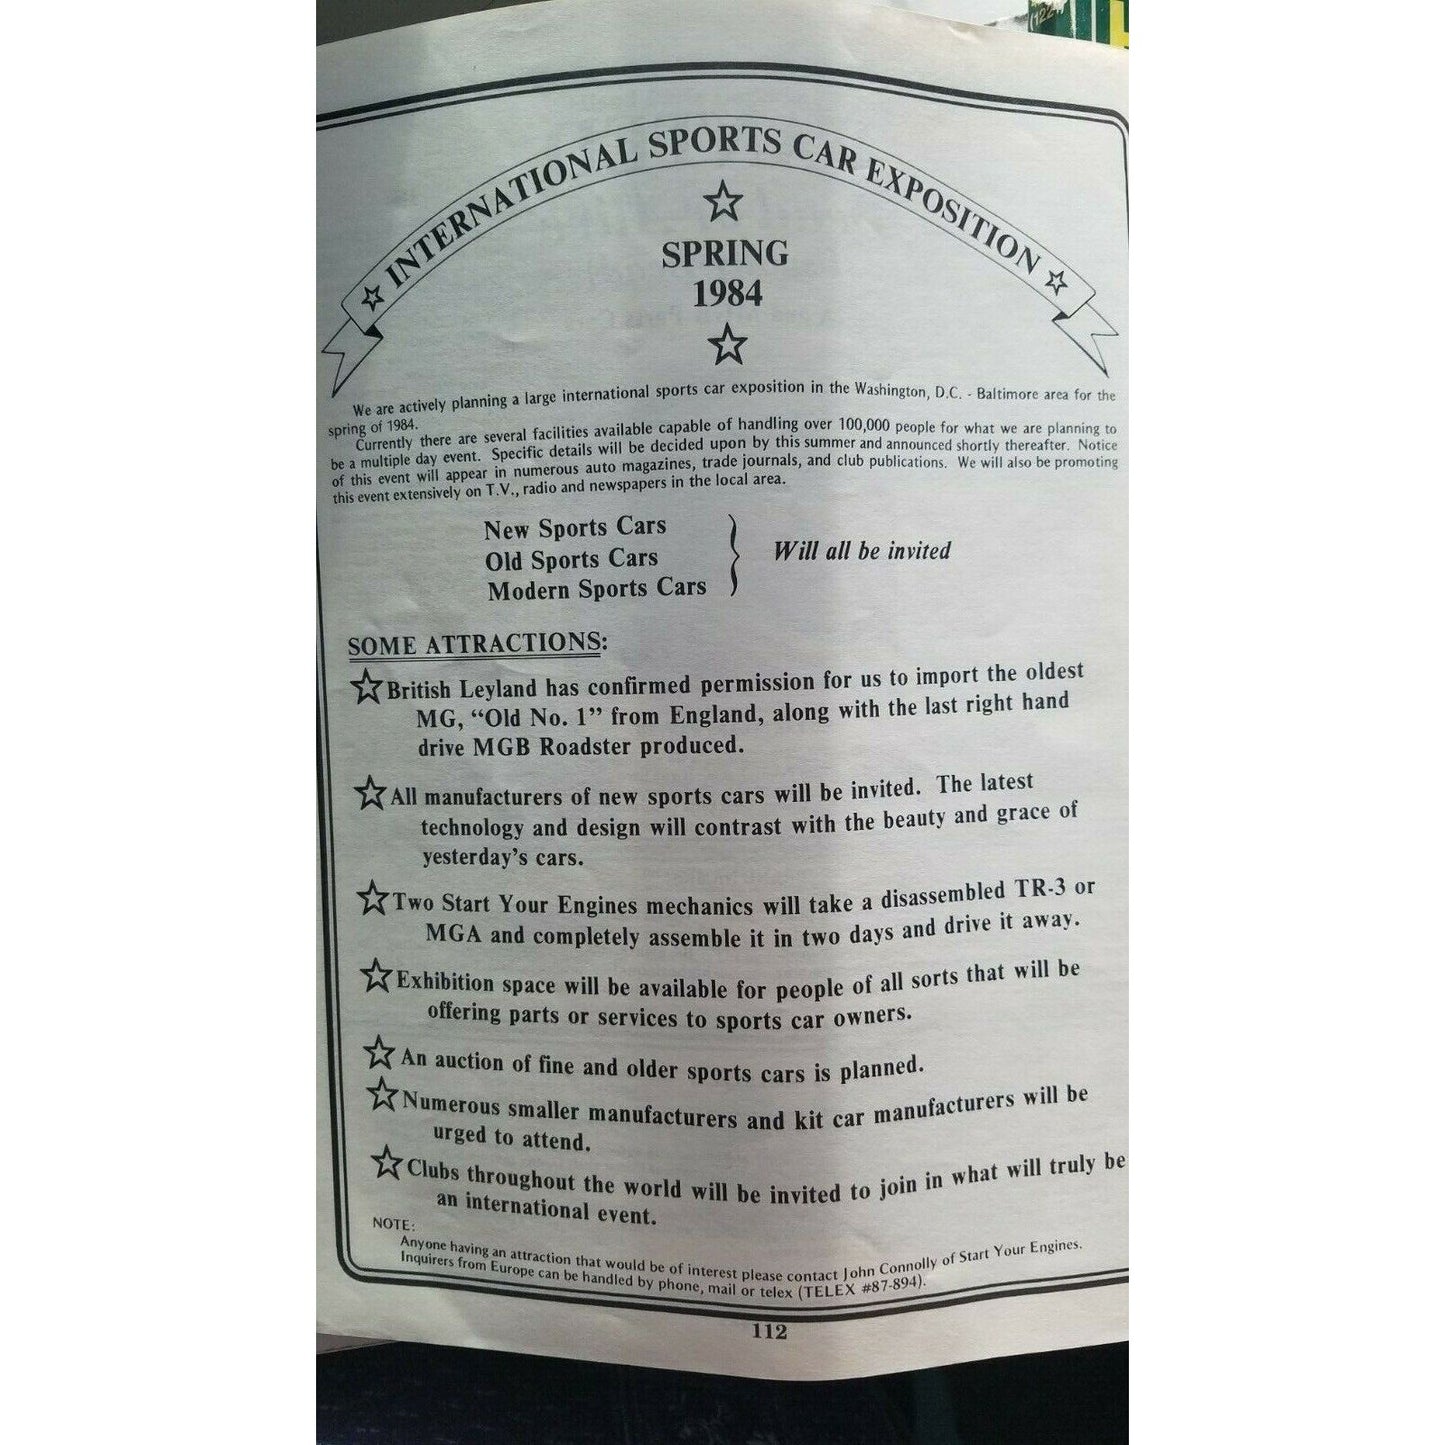 INTERNATIONAL SPORTS CAR EXPOSITION
SPRING
1984
We are actively planning a large international sports car exposition in the Washington, D.C. - Baltimore area for the
spring of 1984.
Currently there are several facilities available capable of handling over 100,000 people for what we are planning to
be a multiple day event. Specific details will be decided upon by this summer and announced shortly thereafter. Notice
of this event will appear in numerous auto magazines, trade journals, and club publications. We will also be promoting
this event extensively on T.V., radio and newspapers in the local area.
New Sports Cars
Old Sports Cars
Modern Sports Cars
Will all be invited
SOME ATTRACTIONS:
British Leyland has confirmed permission for us to import the oldest
MG, “Old No. 1” from England, along with the last right hand
drive MGB Roadster produced.
All manufacturers of new sports cars will be invited. The latest
technology and design will contrast with the beauty and grace of
yesterday’s cars.
Two Start Your Engines mechanics will take a disassembled TR-3 or
MGA and completely assemble it in two days and drive it away.
Exhibition space will be available for people of all sorts that will be
offering parts or services to sports car owners.
An auction of fine and older sports cars is planned.
Numerous smaller manufacturers and kit car manufacturers will be
urged to attend.
Clubs throughout the world will be invited to join in what will truly be
an international event.
NOTE:
Anyone having an attraction that would be of interest please contact John Connolly of Start Your Engines.
Inquirers from Europe can be handled by phone, mail or telex (TELEX #87-894).
112